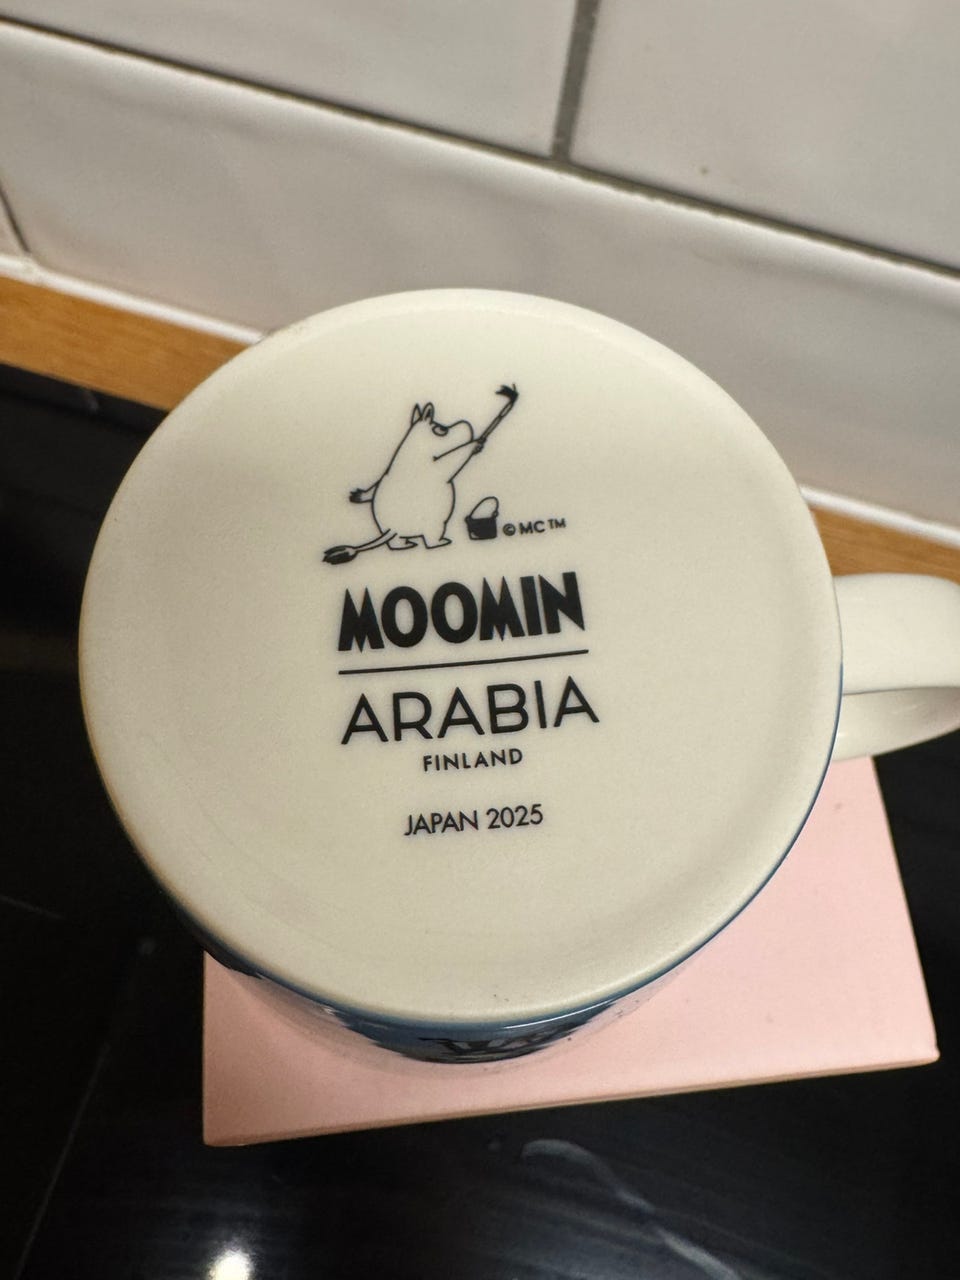 © MC ™
MOOMIN
ARABIA
FINLAND
JAPAN 2025